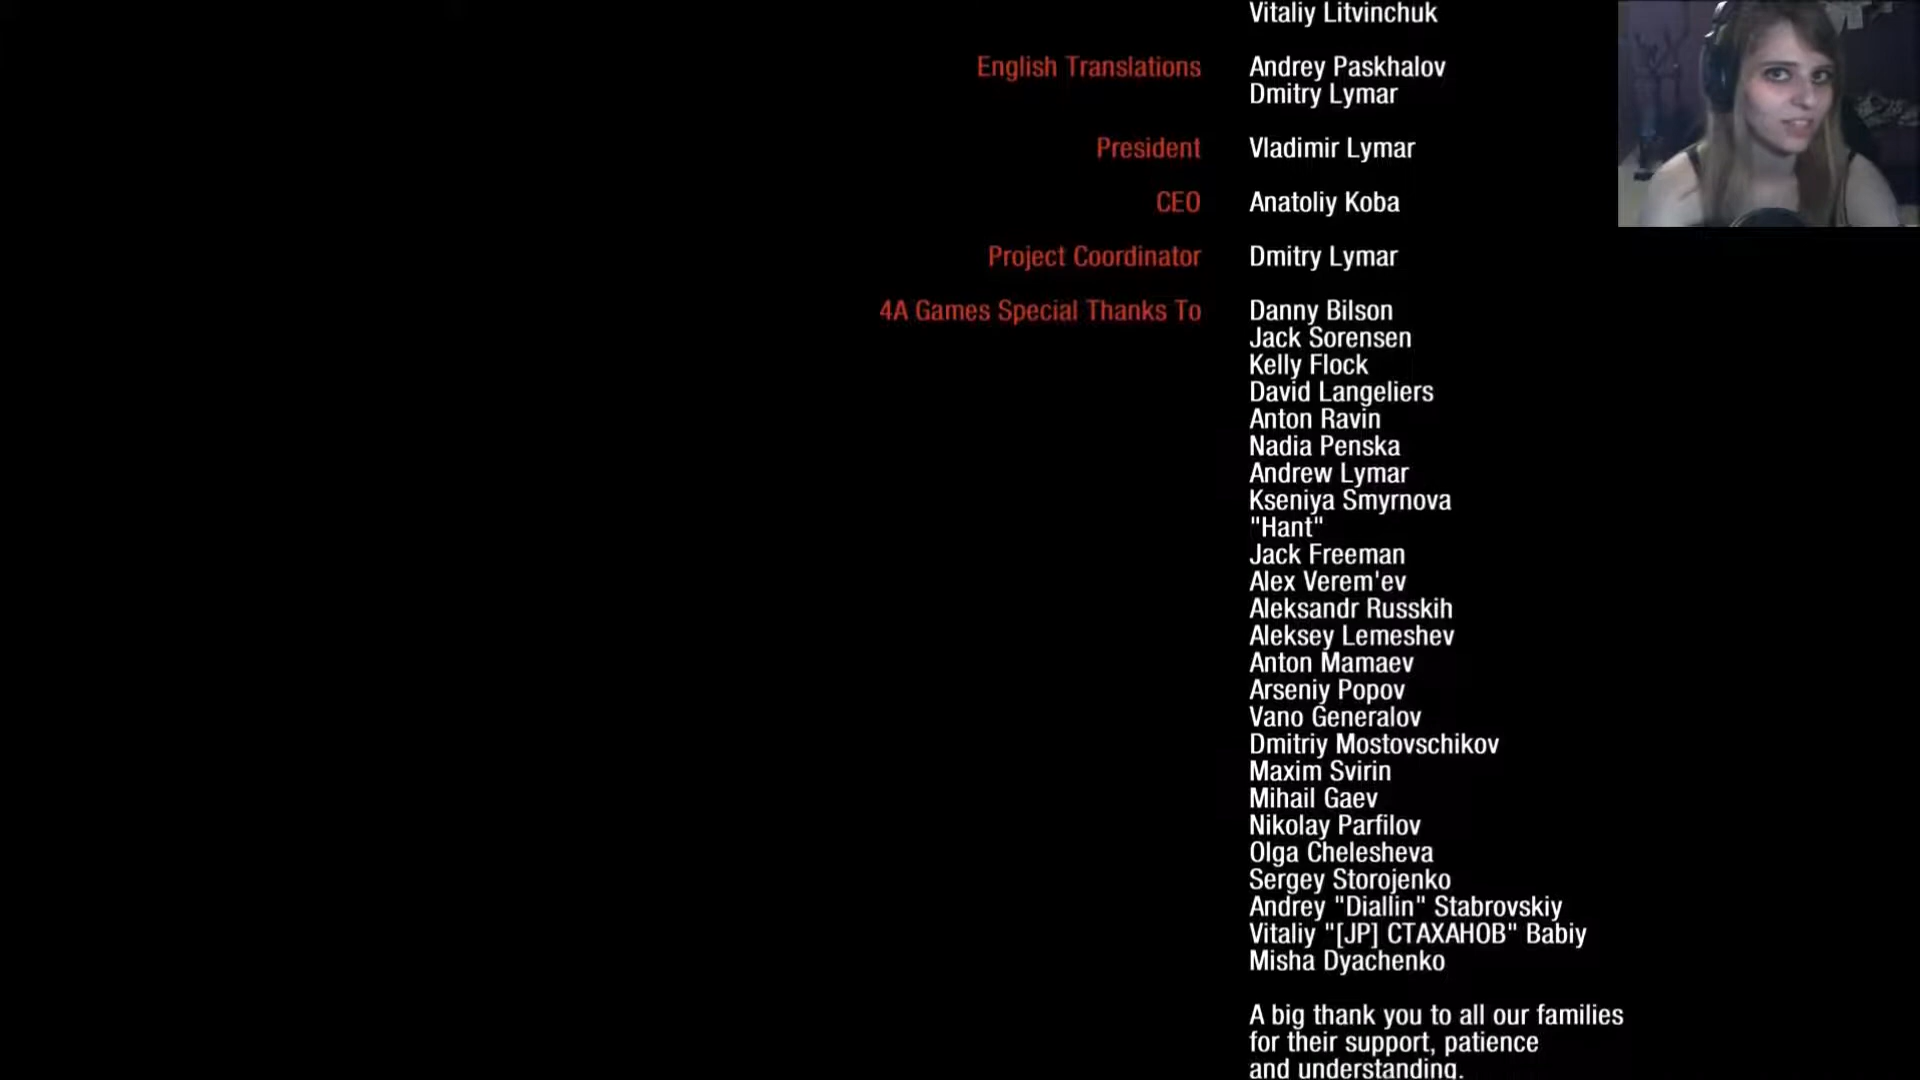 Vitaliy Litvinchuk
English Translations Andrey Paskhalov
Dmitry Lymar
President Vladimir Lymar
CEO Anatoliy Koba
Project Coordinator Dmitry Lymar
4A Games Special Thanks To Danny Bilson
Jack Sorensen
Kelly Flock
David Langeliers
Anton Ravin
Nadia Penska
Andrew Lymar
Kseniya Smyrnova
"Hant"
Jack Freeman
Alex Verem'ev
Aleksandr Russkih
Aleksey Lemeshev
Anton Mamaev
Arseniy Popov
Vano Generalov
Dmitriy Mostovschikov
Maxim Svirin
Mihail Gaev
Nikolay Parfilov
Olga Chelesheva
Sergey Storojenko
Andrey "Diallin" Stabrovskiy
Vitaliy "[JP] СТАХАНОВ" Babiy
Misha Dyachenko
A big thank you to all our families
for their support, patience
and understanding.